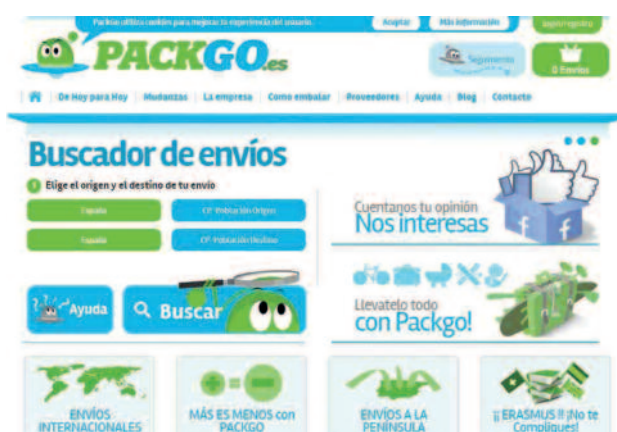 Packgo utiliza cookies para mejorar tu experiencia del usuario.
Aceptar
Más información
PACKGO.es
Seguimiento
0 Envíos
De Hoy para Hoy
Mudanzas
La empresa
Como embalar
Proveedores
Ayuda
Blog
Contacto
Buscador de envíos
1 Elige el origen y el destino de tu envío
España
CP-Población Origen
España
CP-Población Destino
Cuentanos tu opinión
Nos interesas
Ayuda
Buscar
Llevatelo todo
con Packgo!
ENVÍOS
INTERNACIONALES
MÁS ES MENOS con
PACKGO
ENVÍOS A LA
PENÍNSULA
¡¡ ERASMUS !! ¡No te
Compliques!